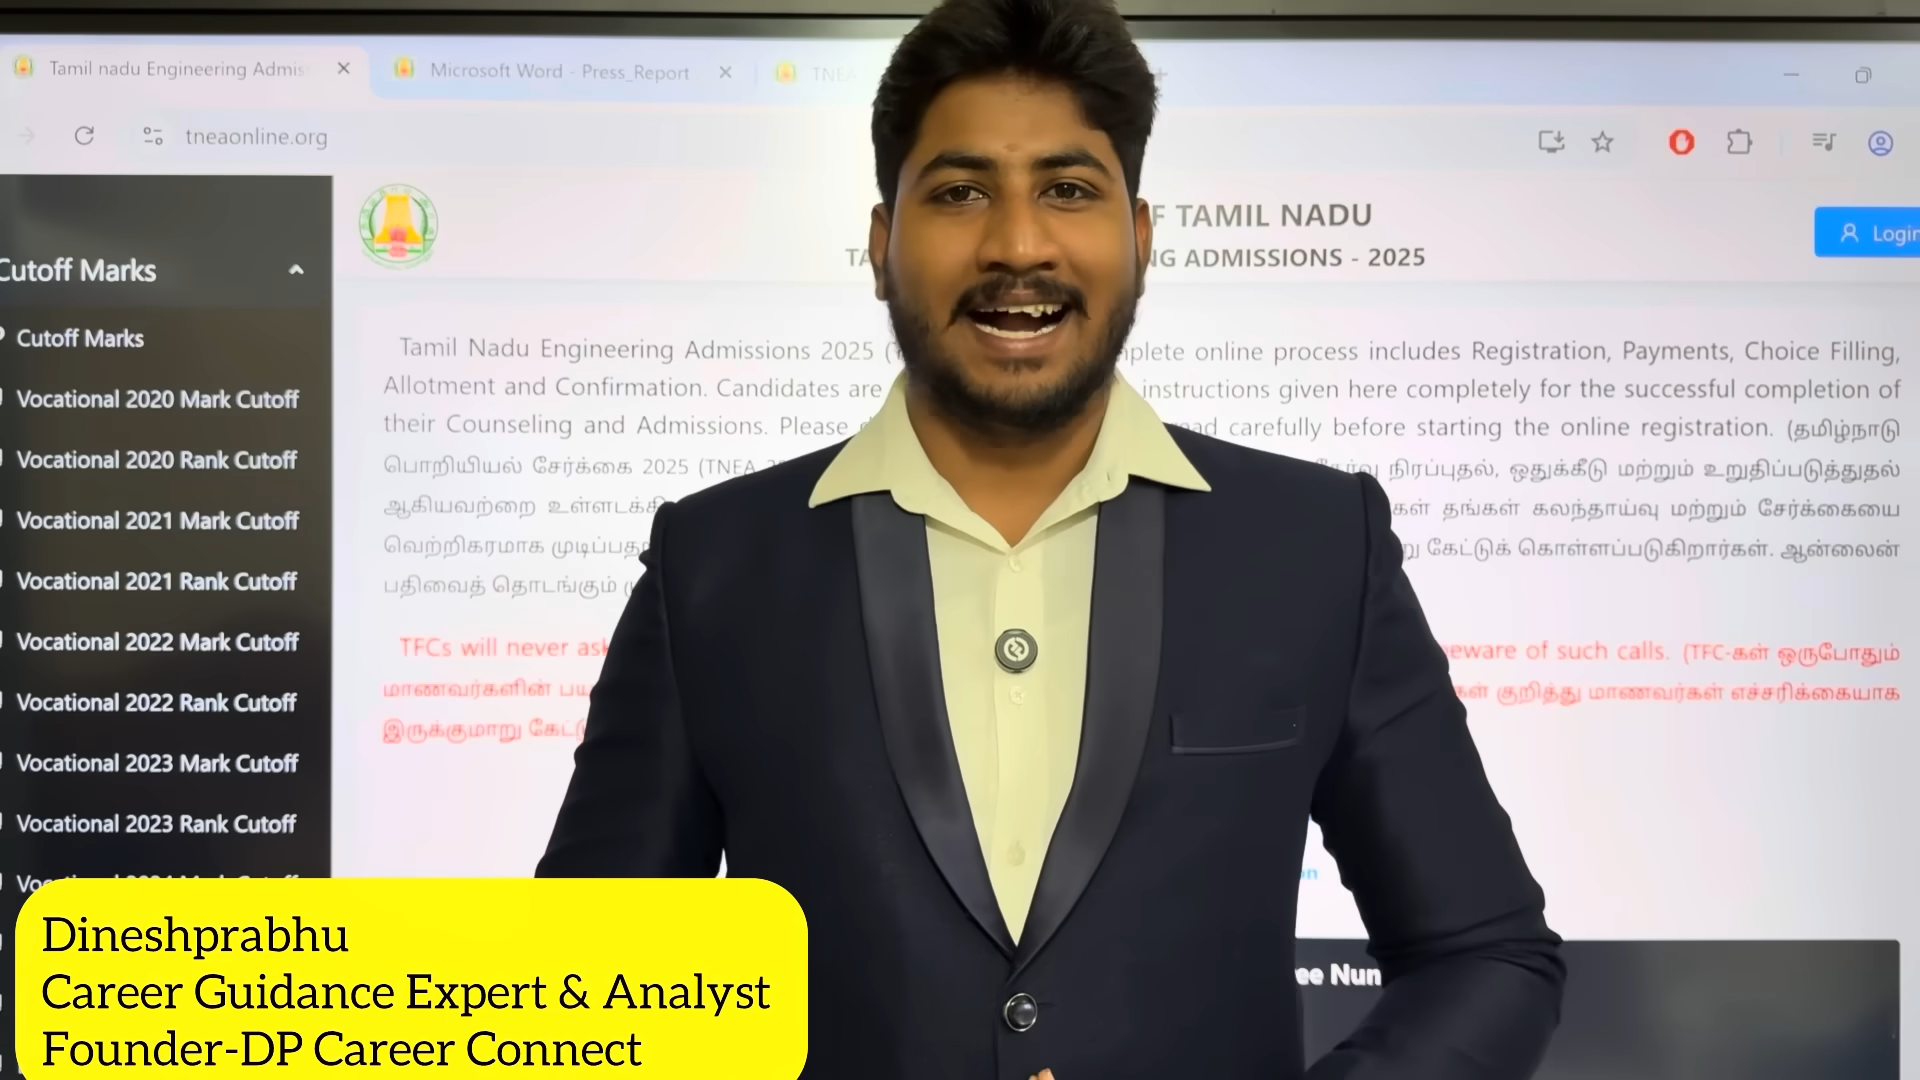 Tamil nadu Engineering Admis
Microsoft Word - Press_Report
TNEA
tneaonline.org
F TAMIL NADU
NG ADMISSIONS - 2025
Login
Cutoff Marks
Cutoff Marks
Vocational 2020 Mark Cutoff
Vocational 2020 Rank Cutoff
Vocational 2021 Mark Cutoff
Vocational 2021 Rank Cutoff
Vocational 2022 Mark Cutoff
Vocational 2022 Rank Cutoff
Vocational 2023 Mark Cutoff
Vocational 2023 Rank Cutoff
Tamil Nadu Engineering Admissions 2025 plete online process includes Registration, Payments, Choice Filling,
Allotment and Confirmation. Candidates are instructions given here completely for the successful completion of
their Counseling and Admissions. Please ad carefully before starting the online registration. (தமிழ்நாடு
பொறியியல் சேர்க்கை 2025 (TNEA நிரப்புதல், ஒதுக்கீடு மற்றும் உறுதிப்படுத்துதல்
ஆகியவற்றை உள்ளடக்கி கள் தங்கள் கலந்தாய்வு மற்றும் சேர்க்கையை
வெற்றிகரமாக முடிப்பத று கேட்டுக் கொள்ளப்படுகிறார்கள். ஆன்லைன்
பதிவைத் தொடங்கும்
TFCs will never ask eware of such calls. (TFC-கள் ஒருபோதும்
மாணவர்களின் கள் குறித்து மாணவர்கள் எச்சரிக்கையாக
இருக்குமாறு கேட்டு
on
ee Num
Dineshprabhu
Career Guidance Expert & Analyst
Founder-DP Career Connect